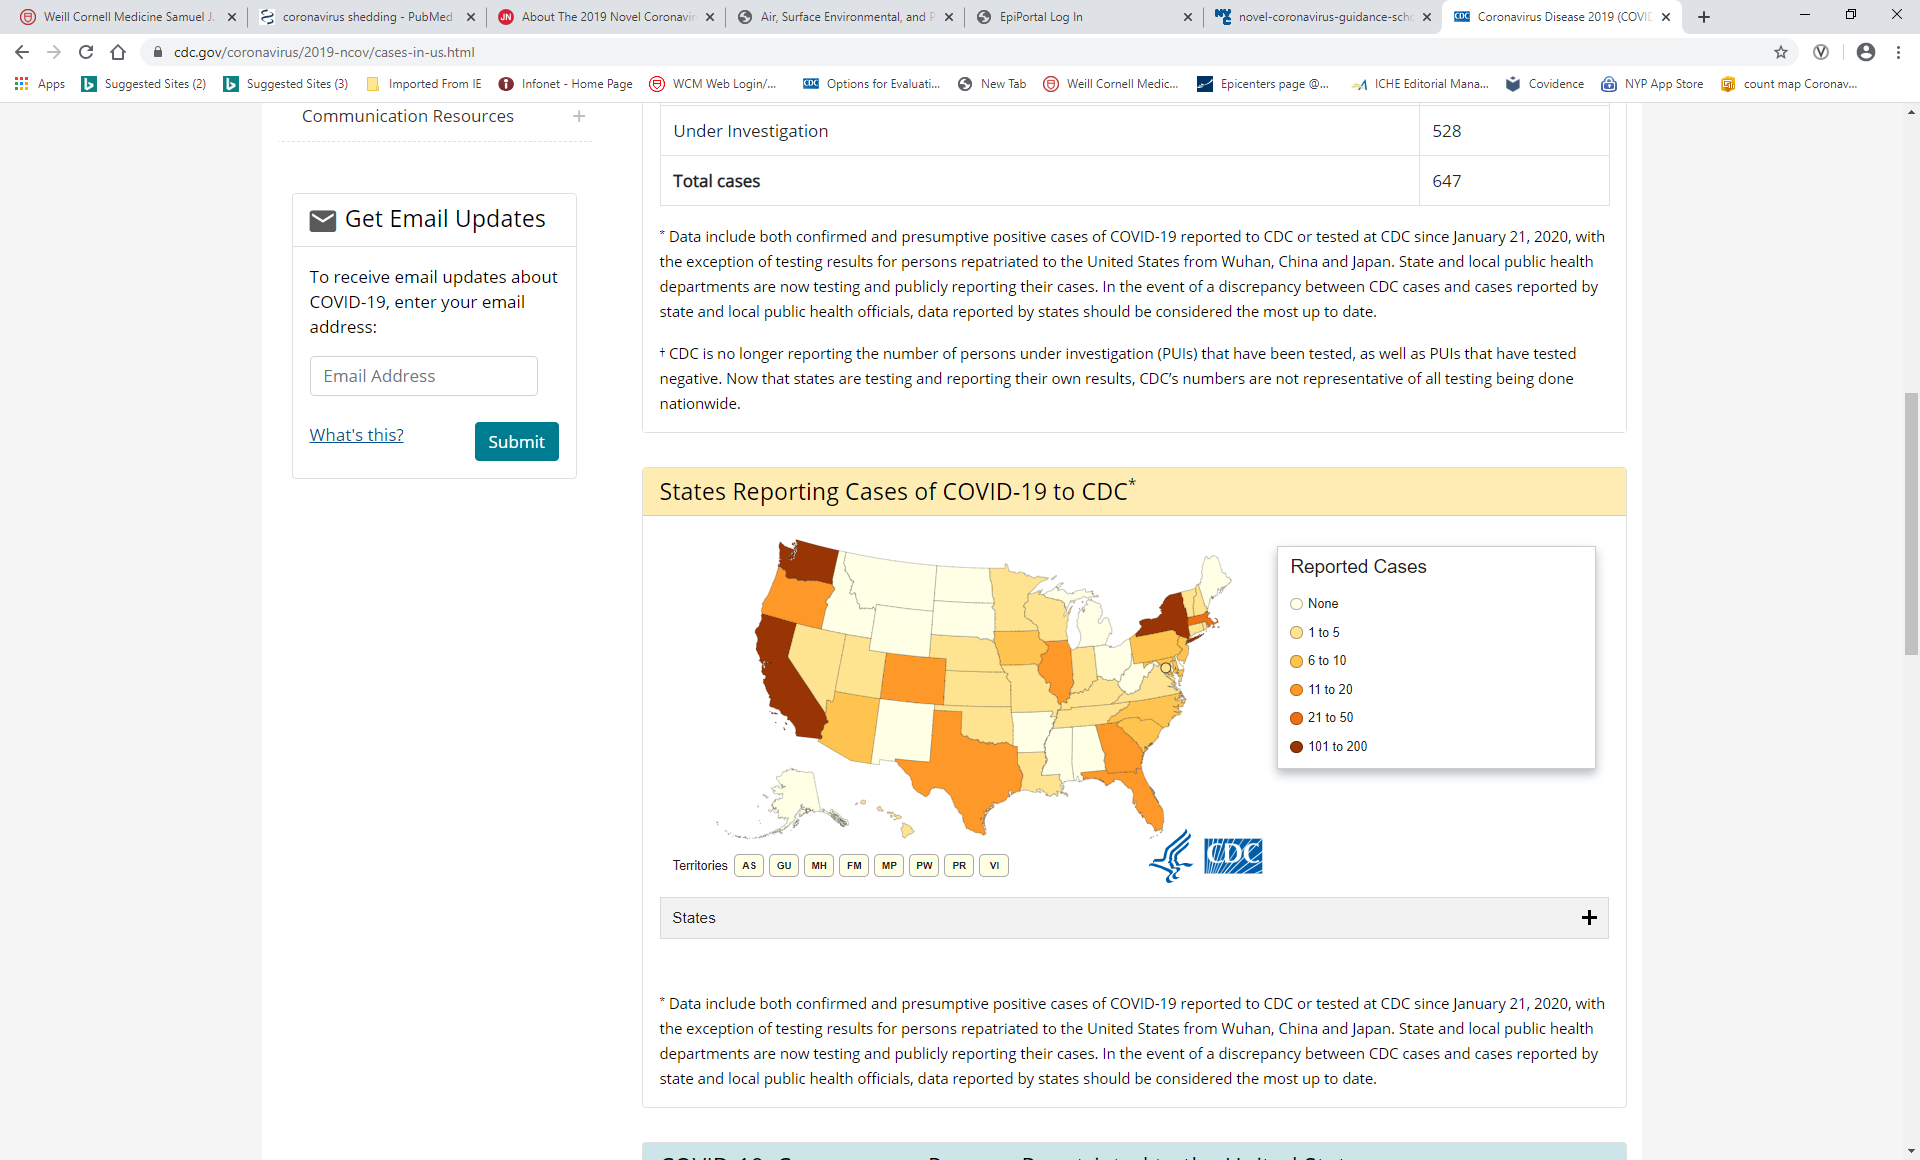 Weill Cornell Medicine Samuel J.
coronavirus shedding - PubMed
About The 2019 Novel Coronavir
Air, Surface Environmental, and P
EpiPortal Log In
novel-coronavirus-guidance-scho
Coronavirus Disease 2019 (COVID
cdc.gov/coronavirus/2019-ncov/cases-in-us.html
Apps
Suggested Sites (2)
Suggested Sites (3)
Imported From IE
Infonet - Home Page
WCM Web Login/...
Options for Evaluati...
New Tab
Weill Cornell Medic...
Epicenters page @...
ICHE Editorial Mana...
Covidence
NYP App Store
count map Coronav...
Communication Resources
Get Email Updates
To receive email updates about
COVID-19, enter your email
address:
Email Address
What's this?
Submit
Under Investigation 528
Total cases 647
* Data include both confirmed and presumptive positive cases of COVID-19 reported to CDC or tested at CDC since January 21, 2020, with
the exception of testing results for persons repatriated to the United States from Wuhan, China and Japan. State and local public health
departments are now testing and publicly reporting their cases. In the event of a discrepancy between CDC cases and cases reported by
state and local public health officials, data reported by states should be considered the most up to date.
† CDC is no longer reporting the number of persons under investigation (PUIs) that have been tested, as well as PUIs that have tested
negative. Now that states are testing and reporting their own results, CDC's numbers are not representative of all testing being done
nationwide.
States Reporting Cases of COVID-19 to CDC*
Reported Cases
None
1 to 5
6 to 10
11 to 20
21 to 50
101 to 200
Territories AS GU MH FM MP PW PR VI
CDC
States
* Data include both confirmed and presumptive positive cases of COVID-19 reported to CDC or tested at CDC since January 21, 2020, with
the exception of testing results for persons repatriated to the United States from Wuhan, China and Japan. State and local public health
departments are now testing and publicly reporting their cases. In the event of a discrepancy between CDC cases and cases reported by
state and local public health officials, data reported by states should be considered the most up to date.